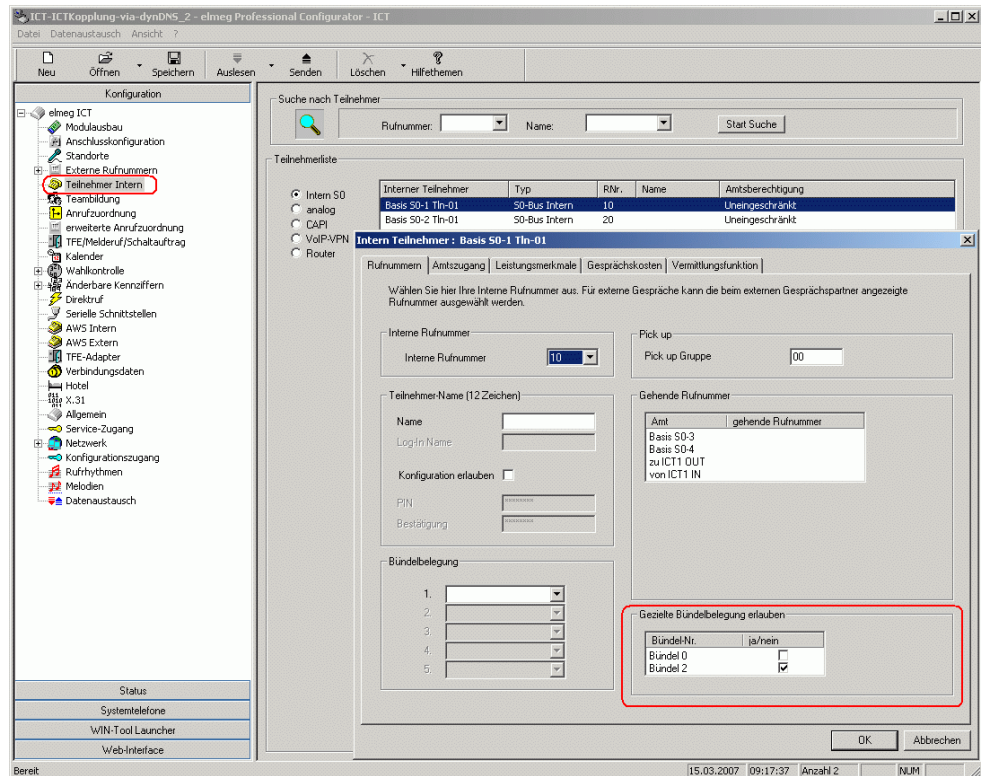 ICT-ICTKopplung-via-dynDNS_2 - elmeg Professional Configurator - ICT
Datei Datenaustausch Ansicht ?
Neu Öffnen Speichern Auslesen Senden Löschen Hilfethemen
Konfiguration
elmeg ICT
Modulausbau
Anschlusskonfiguration
Standorte
Externe Rufnummern
Teilnehmer Intern
Teambildung
Anrufzuordnung
erweiterte Anrufzuordnung
TFE/Melderuf/Schaltauftrag
Kalender
Wahlkontrolle
Änderbare Kennziffern
Direktruf
Serielle Schnittstellen
AWS Intern
AWS Extern
TFE-Adapter
Verbindungsdaten
Hotel
X.31
Allgemein
Service-Zugang
Netzwerk
Konfigurationszugang
Rufrhythmen
Melodien
Datenaustausch
Status
Systemtelefone
WIN-Tool Launcher
Web-Interface
Suche nach Teilnehmer
Rufnummer: Name: Start Suche
Teilnehmerliste
Intern S0
analog
CAPI
VoIP-VPN
Router
Interner Teilnehmer Typ RNr. Name Amtsberechtigung
Basis S0-1 Tln-01 S0-Bus Intern 10 Uneingeschränkt
Basis S0-2 Tln-01 S0-Bus Intern 20 Uneingeschränkt
Intern Teilnehmer : Basis S0-1 Tln-01
Rufnummern Amtszugang Leistungsmerkmale Gesprächskosten Vermittlungsfunktion
Wählen Sie hier Ihre Interne Rufnummer aus. Für externe Gespräche kann die beim externen Gesprächspartner angezeigte
Rufnummer ausgewählt werden.
Interne Rufnummer
Interne Rufnummer 10
Pick up
Pick up Gruppe 00
Teilnehmer-Name (12 Zeichen)
Name
Log-In Name
Konfiguration erlauben
PIN ********
Bestätigung ********
Gehende Rufnummer
Amt gehende Rufnummer
Basis S0-3
Basis S0-4
zu ICT1 OUT
von ICT1 IN
Bündelbelegung
1.
2.
3.
4.
5.
Gezielte Bündelbelegung erlauben
Bündel-Nr. ja/nein
Bündel 0
Bündel 2
OK Abbrechen
Bereit 15.03.2007 09:17:37 Anzahl 2 NUM